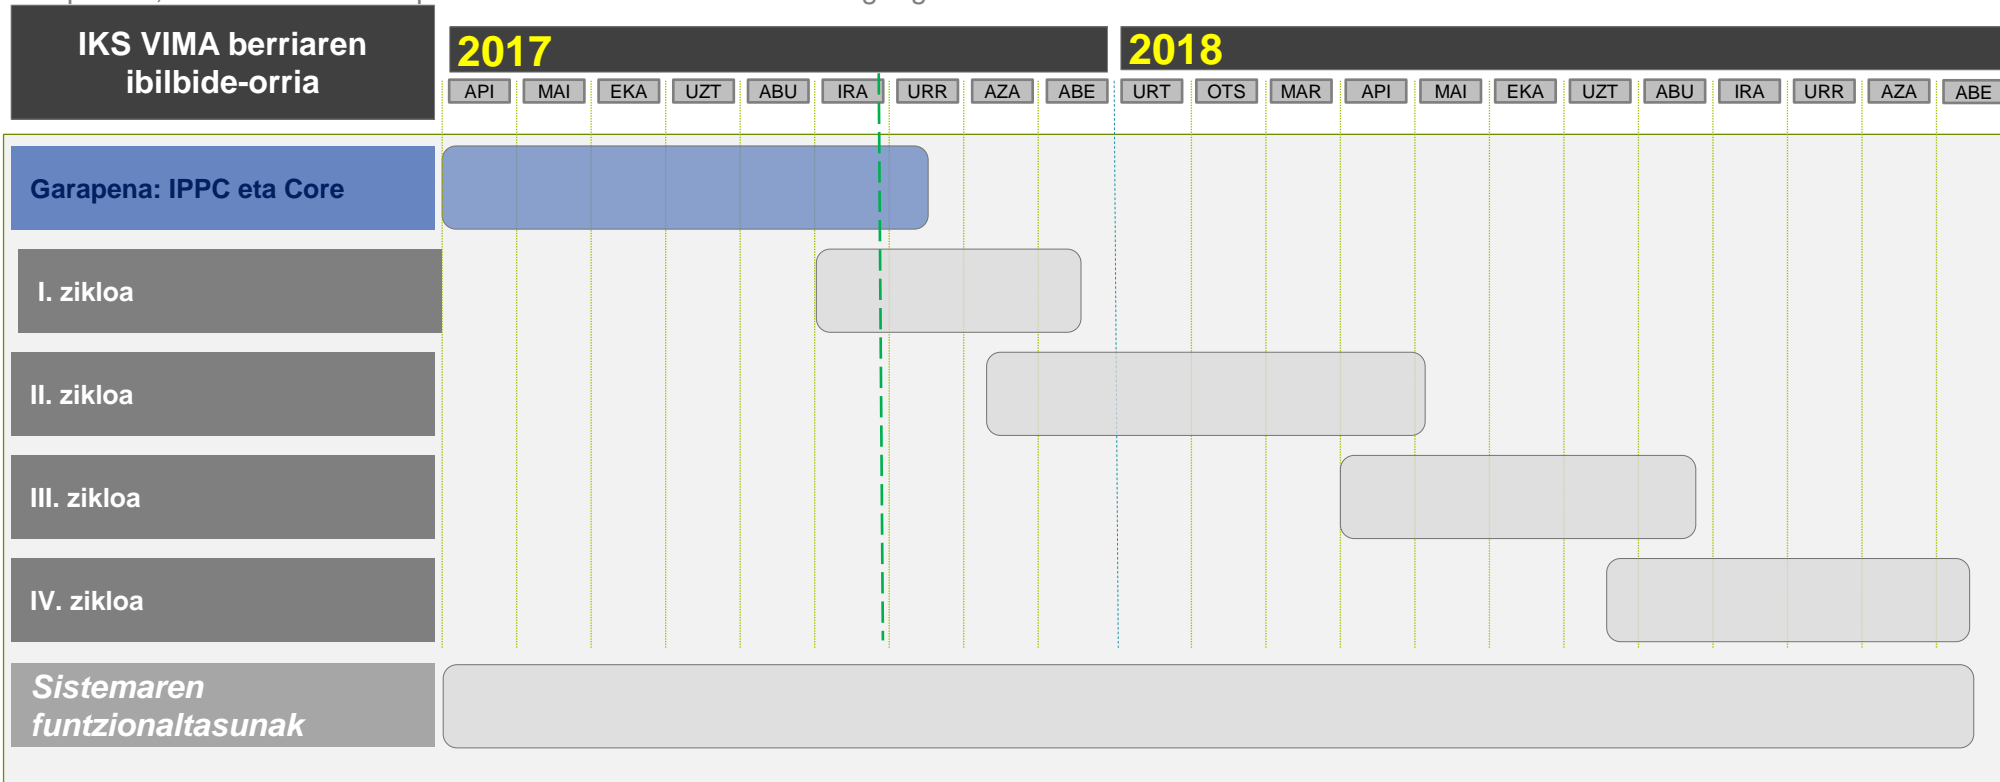 IKS VIMA berriaren
ibilbide-orria
2017
2018
API MAI EKA UZT ABU IRA URR AZA ABE URT OTS MAR API MAI EKA UZT ABU IRA URR AZA ABE
Garapena: IPPC eta Core
I. zikloa
II. zikloa
III. zikloa
IV. zikloa
Sistemaren
funtzionaltasunak